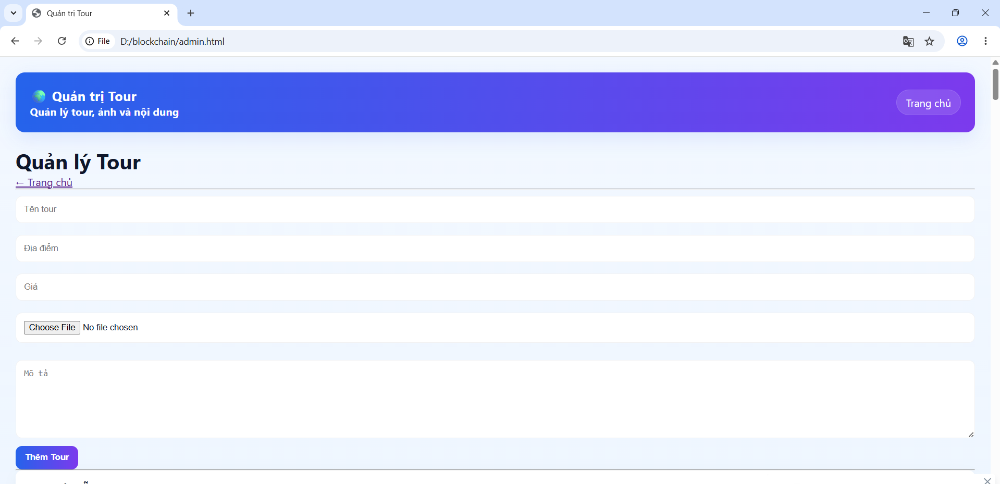 Quản trị Tour
File D:/blockchain/admin.html
🌍 Quản trị Tour
Quản lý tour, ảnh và nội dung
Trang chủ
Quản lý Tour
← Trang chủ
Tên tour
Địa điểm
Giá
Choose File No file chosen
Mô tả
Thêm Tour